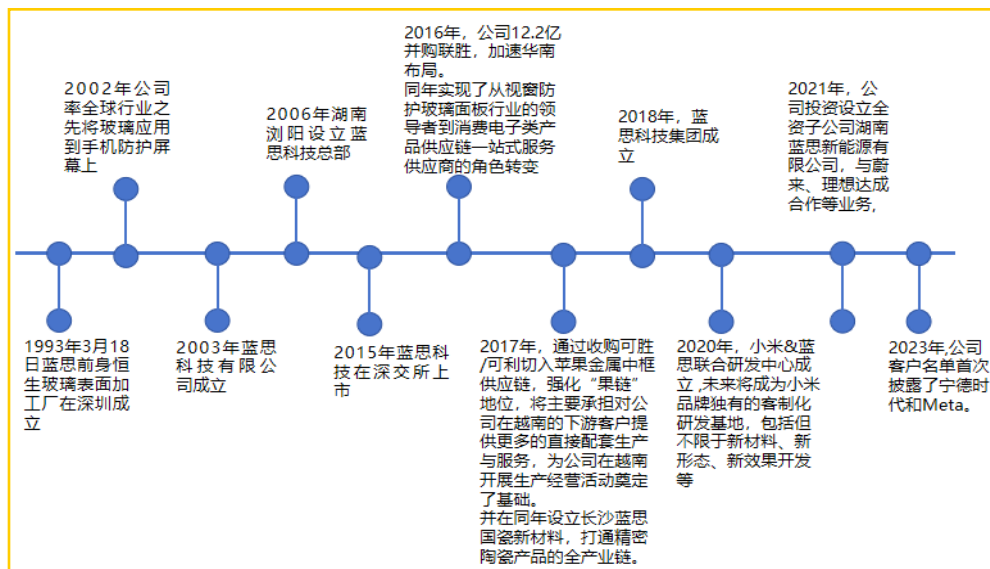 2002年公司
率全球行业之
先将玻璃应用
到手机防护屏
幕上
2006年湖南
浏阳设立蓝
思科技总部
2016年，公司12.2亿
并购联胜，加速华南
布局。
同年实现了从视窗防
护玻璃面板行业的领
导者到消费电子类产
品供应链一站式服务
供应商的角色转变
2018年，蓝
思科技集团成
立
2021年，公
司投资设立全
资子公司湖南
蓝思新能源有
限公司，与蔚
来、理想达成
合作等业务,
1993年3月18
日蓝思前身恒
生玻璃表面加
工厂在深圳成
立
2003年蓝思
科技有限公
司成立
2015年蓝思科
技在深交所上
市
2017年，通过收购可胜
/可利切入苹果金属中框
供应链，强化“果链”
地位，将主要承担对公
司在越南的下游客户提
供更多的直接配套生产
与服务，为公司在越南
开展生产经营活动奠定
了基础。
并在同年设立长沙蓝思
国瓷新材料，打通精密
陶瓷产品的全产业链。
2020年，小米&蓝
思联合研发中心成
立 ,未来将成为小米
品牌独有的客制化
研发基地，包括但
不限于新材料、新
形态、新效果开发
等
2023年,公司
客户名单首次
披露了宁德时
代和Meta。